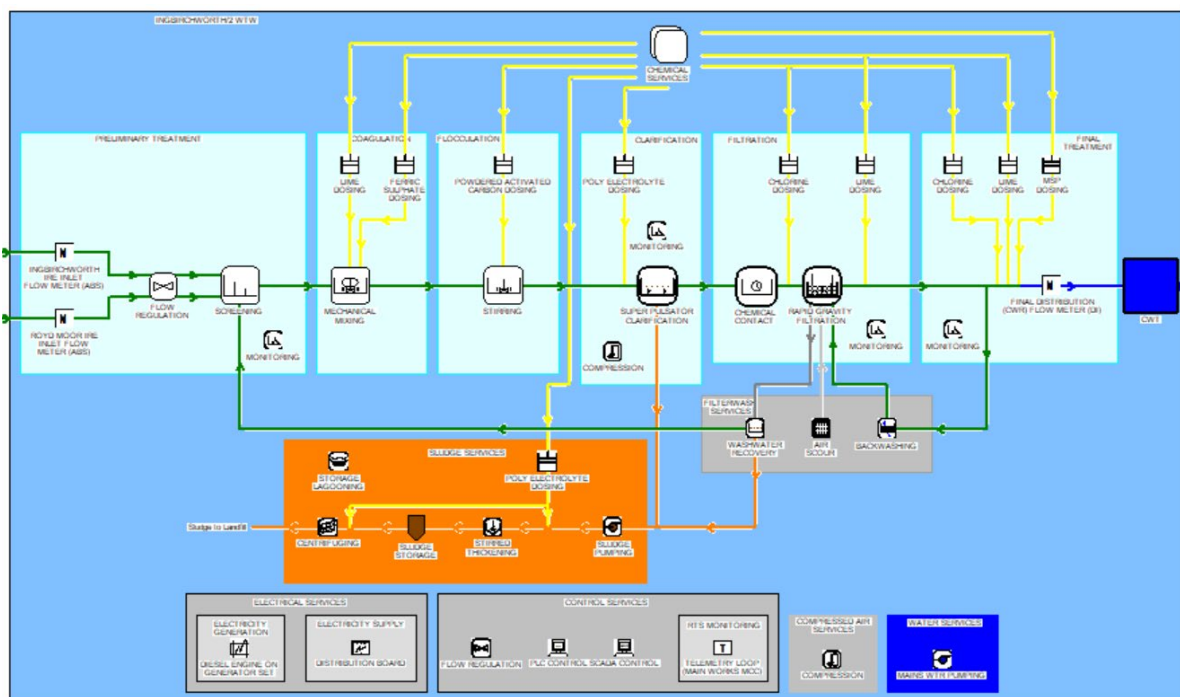 INGBIRCHWORTH/2 WTW
CHEMICAL
SERVICES
PRELIMINARY TREATMENT
COAGULATION
FLOCCULATION
CLARIFICATION
FILTRATION
FINAL
TREATMENT
LIME
DOSING
FERRIC
SULPHATE
DOSING
POWDERED ACTIVATED
CARBON DOSING
POLY ELECTROLYTE
DOSING
CHLORINE
DOSING
LIME
DOSING
CHLORINE
DOSING
LIME
DOSING
MSP
DOSING
MONITORING
INGBIRCHWORTH
IRE INLET
FLOW METER (ABS)
FLOW
REGULATION
SCREENING
MECHANICAL
MIXING
STIRRING
SUPER PULSATOR
CLARIFICATION
CHEMICAL
CONTACT
RAPID GRAVITY
FILTRATION
FINAL DISTRIBUTION
(CWR) FLOW METER (DI)
CWT
ROYD MOOR IRE
INLET FLOW
METER (ABS)
MONITORING
COMPRESSION
MONITORING
MONITORING
FILTERWASH
SERVICES
WASHWATER
RECOVERY
AIR
SCOUR
BACKWASHING
SLUDGE SERVICES
STORAGE
LAGOONING
POLY ELECTROLYTE
DOSING
Sludge to Landfill
CENTRIFUGING
SLUDGE
STORAGE
STIRRED
THICKENING
SLUDGE
PUMPING
ELECTRICAL SERVICES
ELECTRICITY
GENERATION
DIESEL ENGINE ON
GENERATOR SET
ELECTRICITY SUPPLY
DISTRIBUTION BOARD
CONTROL SERVICES
FLOW REGULATION
PLC CONTROL
SCADA CONTROL
RTS MONITORING
T
TELEMETRY LOOP
(MAIN WORKS MCC)
COMPRESSED AIR
SERVICES
COMPRESSION
WATER SERVICES
MAINS WTR PUMPING